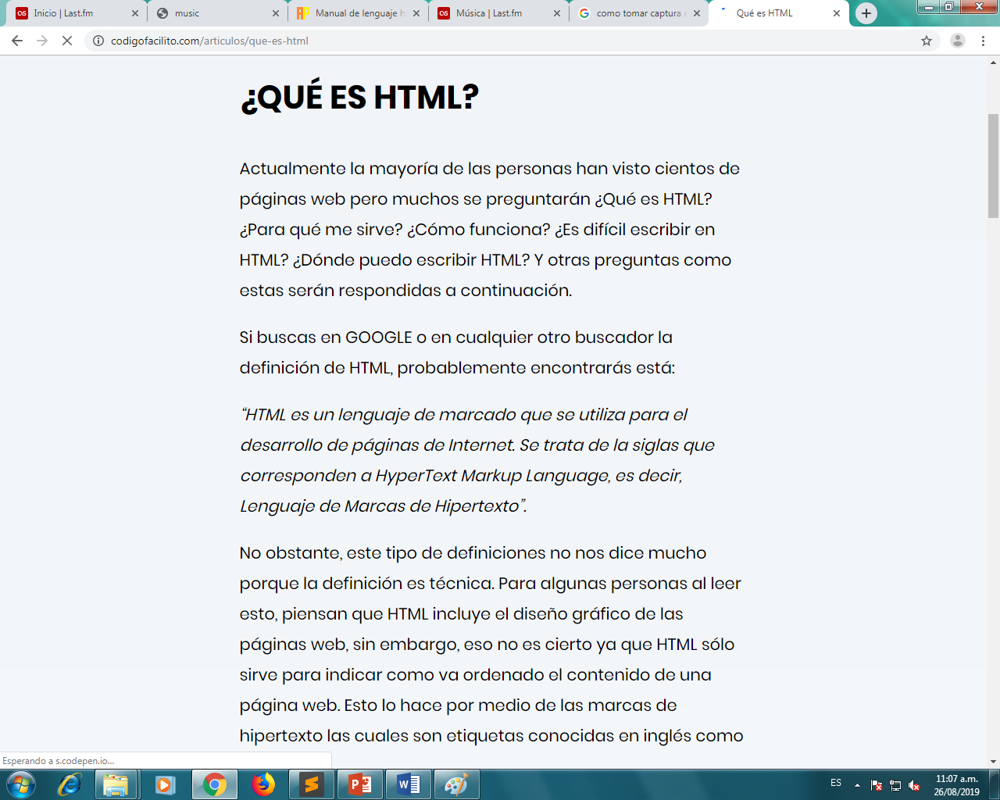 Inicio | Last.fm
music
Manual de lenguaje h
Música | Last.fm
como tomar captura
Qué es HTML
codigofacilito.com/articulos/que-es-html
¿QUÉ ES HTML?
Actualmente la mayoría de las personas han visto cientos de
páginas web pero muchos se preguntarán ¿Qué es HTML?
¿Para qué me sirve? ¿Cómo funciona? ¿Es difícil escribir en
HTML? ¿Dónde puedo escribir HTML? Y otras preguntas como
estas serán respondidas a continuación.
Si buscas en GOOGLE o en cualquier otro buscador la
definición de HTML, probablemente encontrarás está:
“HTML es un lenguaje de marcado que se utiliza para el
desarrollo de páginas de Internet. Se trata de la siglas que
corresponden a HyperText Markup Language, es decir,
Lenguaje de Marcas de Hipertexto”.
No obstante, este tipo de definiciones no nos dice mucho
porque la definición es técnica. Para algunas personas al leer
esto, piensan que HTML incluye el diseño gráfico de las
páginas web, sin embargo, eso no es cierto ya que HTML sólo
sirve para indicar como va ordenado el contenido de una
página web. Esto lo hace por medio de las marcas de
hipertexto las cuales son etiquetas conocidas en inglés como
Esperando a s.codepen.io...
ES
11:07 a.m.
26/08/2019